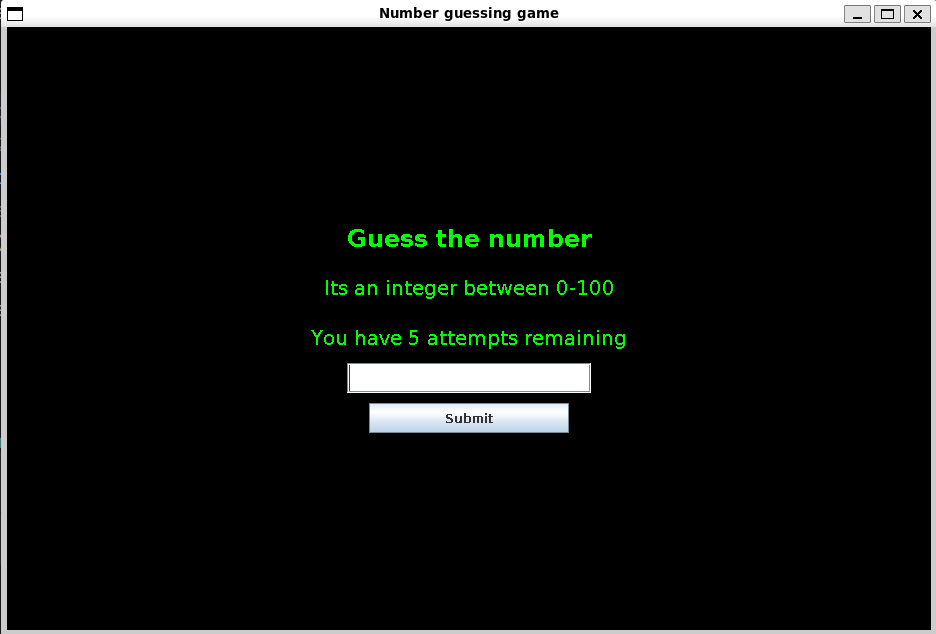 Number guessing game
Guess the number
Its an integer between 0-100
You have 5 attempts remaining
Submit